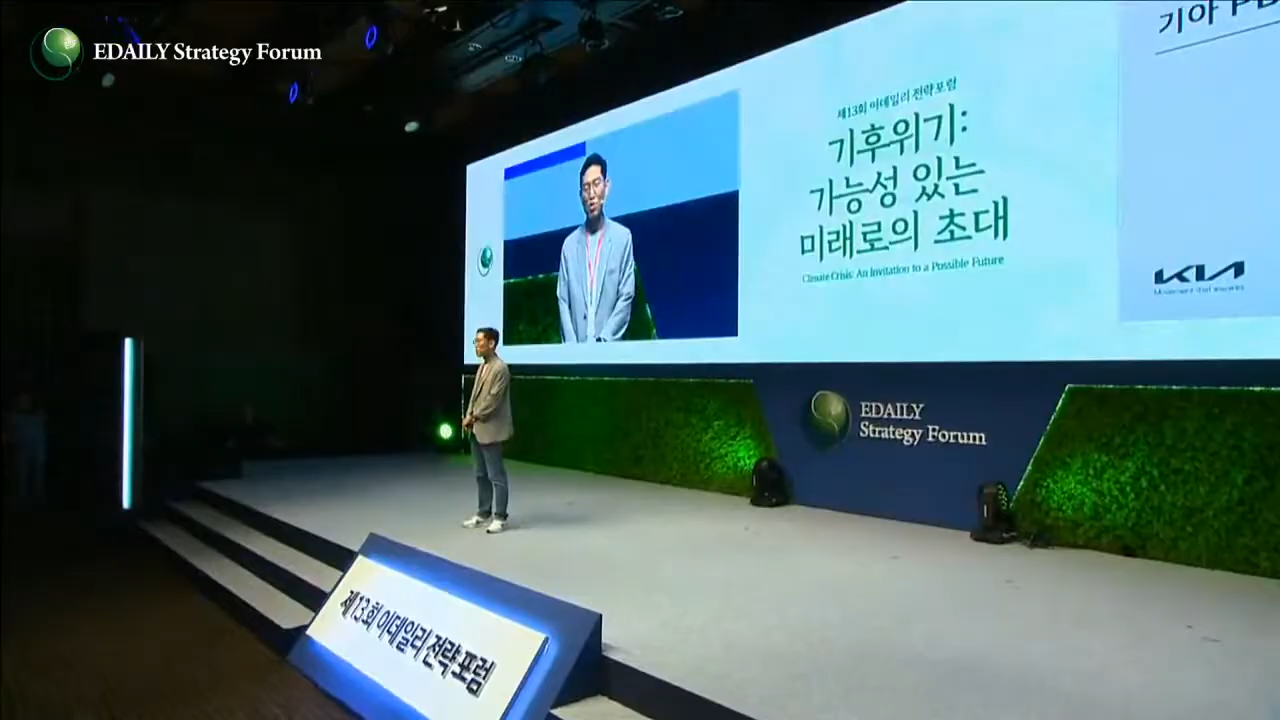 EDAILY Strategy Forum
기아
제13회 이데일리 전략포럼
기후위기:
가능성 있는
미래로의 초대
Climate Crisis: An Invitation to a Possible Future
KIA
EDAILY
Strategy Forum
제13회 이데일리 전략포럼